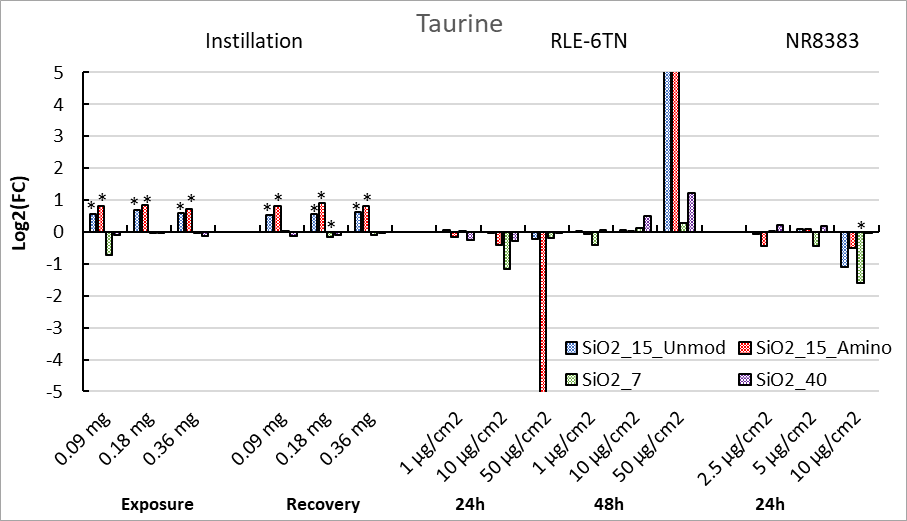 Taurine
Instillation RLE-6TN NR8383
Log2(FC)
5
4
3
2
1
0
-1
-2
-3
-4
-5
* * * * * * * * * * * * * *
SiO2_15_Unmod SiO2_15_Amino
SiO2_7 SiO2_40
0.09 mg 0.18 mg 0.36 mg 0.09 mg 0.18 mg 0.36 mg 1 µg/cm2 10 µg/cm2 50 µg/cm2 1 µg/cm2 10 µg/cm2 50 µg/cm2 2.5 µg/cm2 5 µg/cm2 10 µg/cm2
Exposure Recovery 24h 48h 24h